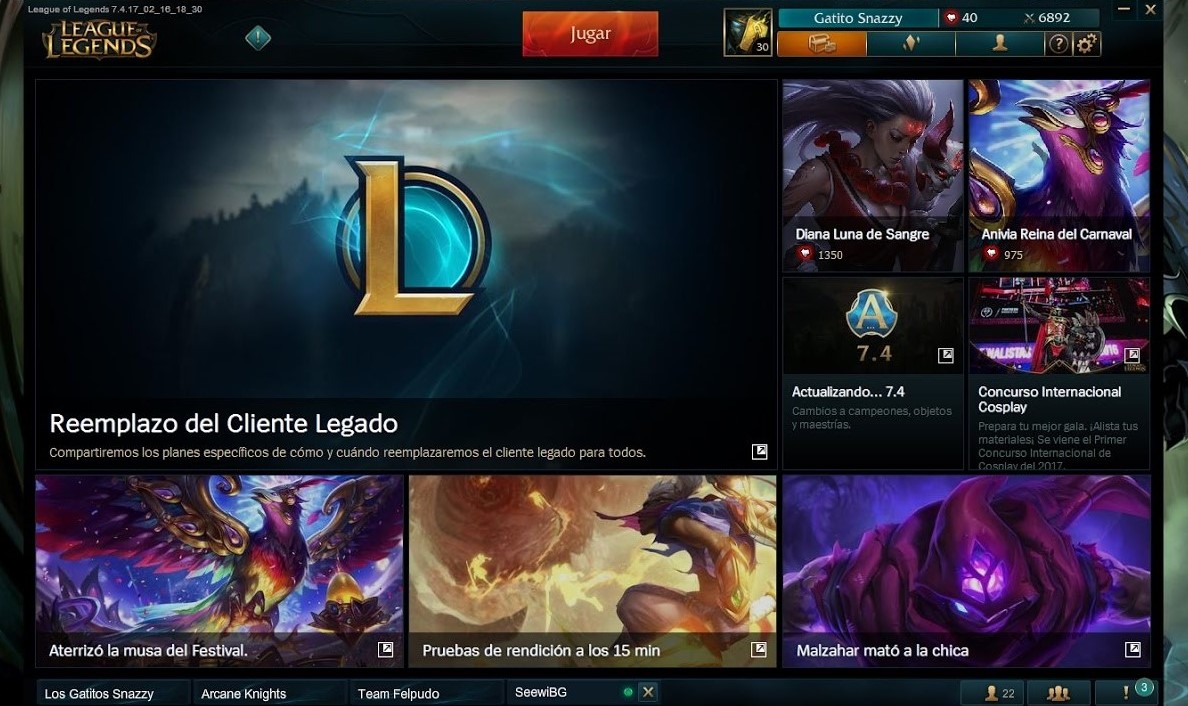 League of Legends 7.4.17_02_16_18_30
LEAGUE OF LEGENDS
Jugar
30
Gatito Snazzy
40
6892
?
Diana Luna de Sangre
1350
Anivia Reina del Carnaval
975
Reemplazo del Cliente Legado
Compartiremos los planes específicos de cómo y cuándo reemplazaremos el cliente legado para todos.
A
7.4
Actualizando... 7.4
Cambios a campeones, objetos
y maestrías.
NALISTA
Concurso Internacional
Cosplay
Prepara tu mejor gala. ¡Alista tus
materiales¡ Se viene el Primer
Concurso Internacional de
Cosplay del 2017.
Aterrizó la musa del Festival.
Pruebas de rendición a los 15 min
Malzahar mató a la chica
Los Gatitos Snazzy
Arcane Knights
Team Felpudo
SeewiBG
22
!
3